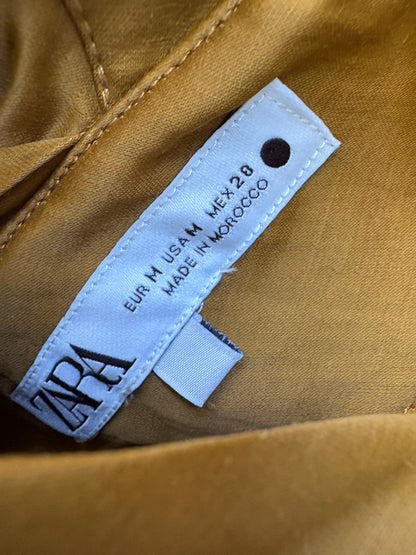 ZARA
EUR M USA M MEX 28
MADE IN MOROCCO